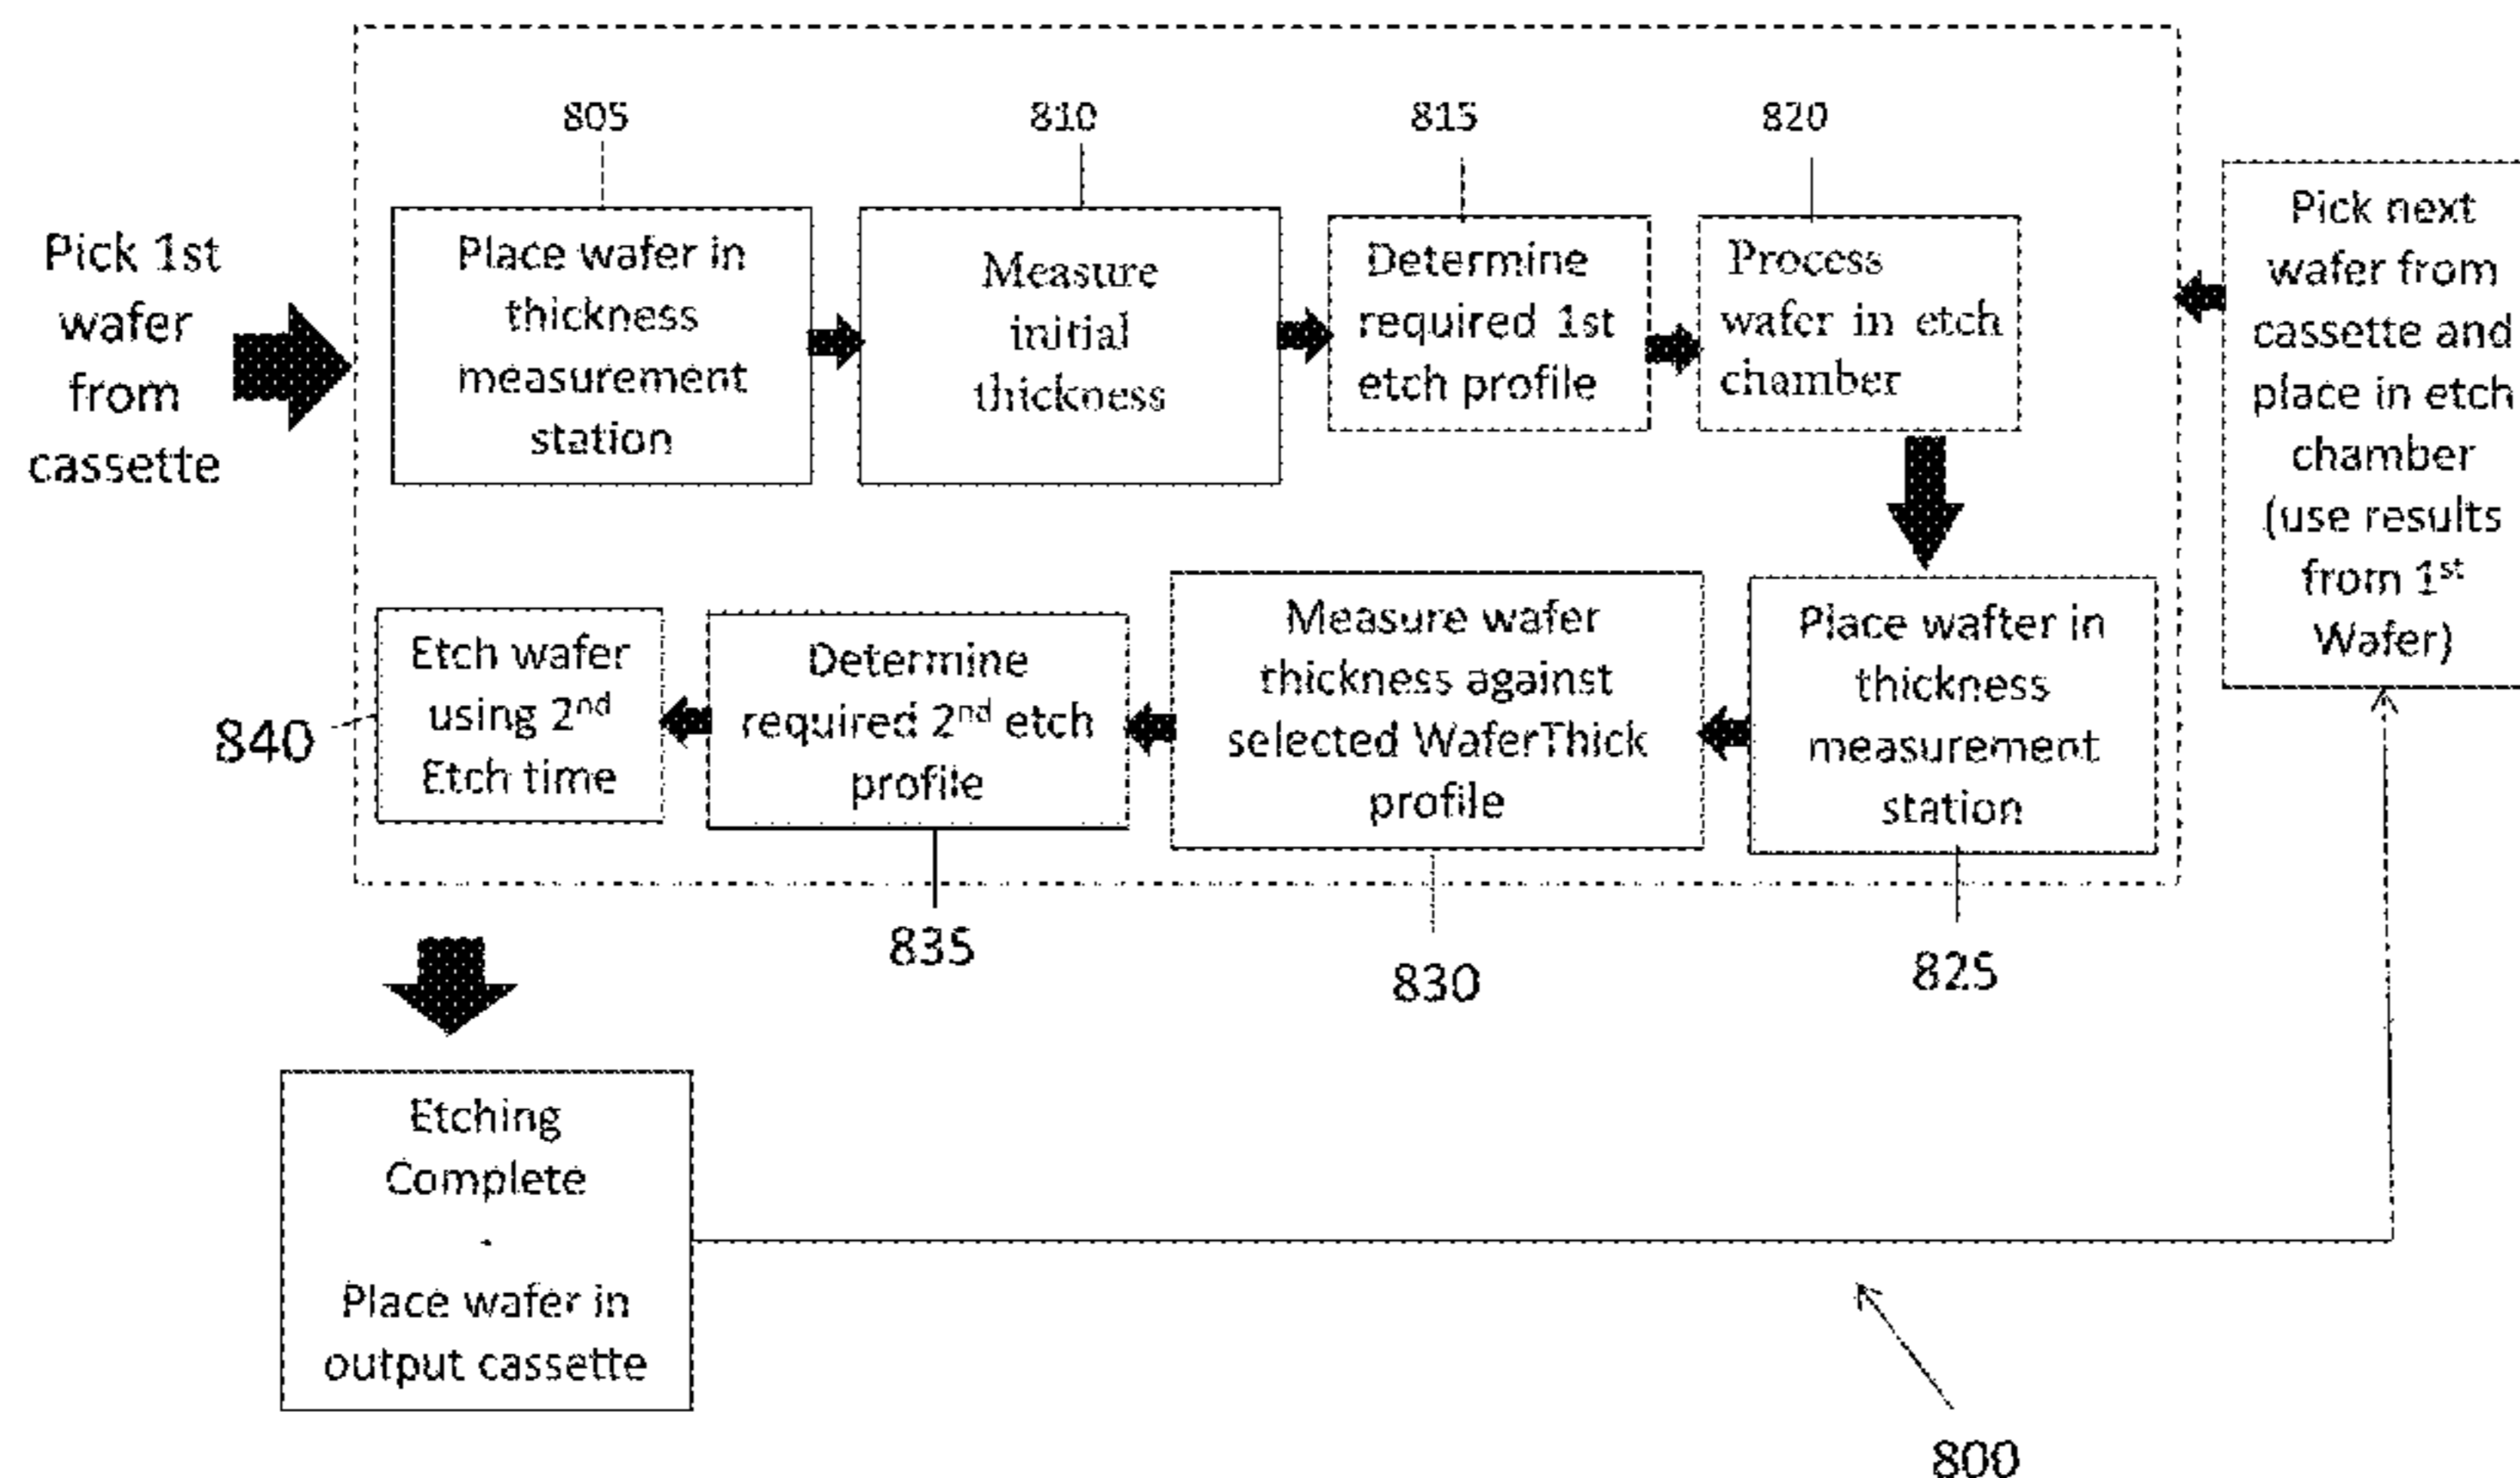 805
810
815
820
Pick 1st
wafer
from
cassette
Place wafer in
thickness
measurement
station
Measure
initial
thickness
Determine
required 1st
etch profile
Process
wafer in etch
chamber
Pick next
wafer from
cassette and
place in etch
chamber
(use results
from 1st
Wafer)
Place wafter in
thickness
measurement
station
Measure wafer
thickness against
selected WaferThick
profile
Determine
required 2nd etch
profile
Etch wafer
using 2nd
Etch time
840
835
830
825
Etching
Complete
-
Place wafer in
output cassette
800